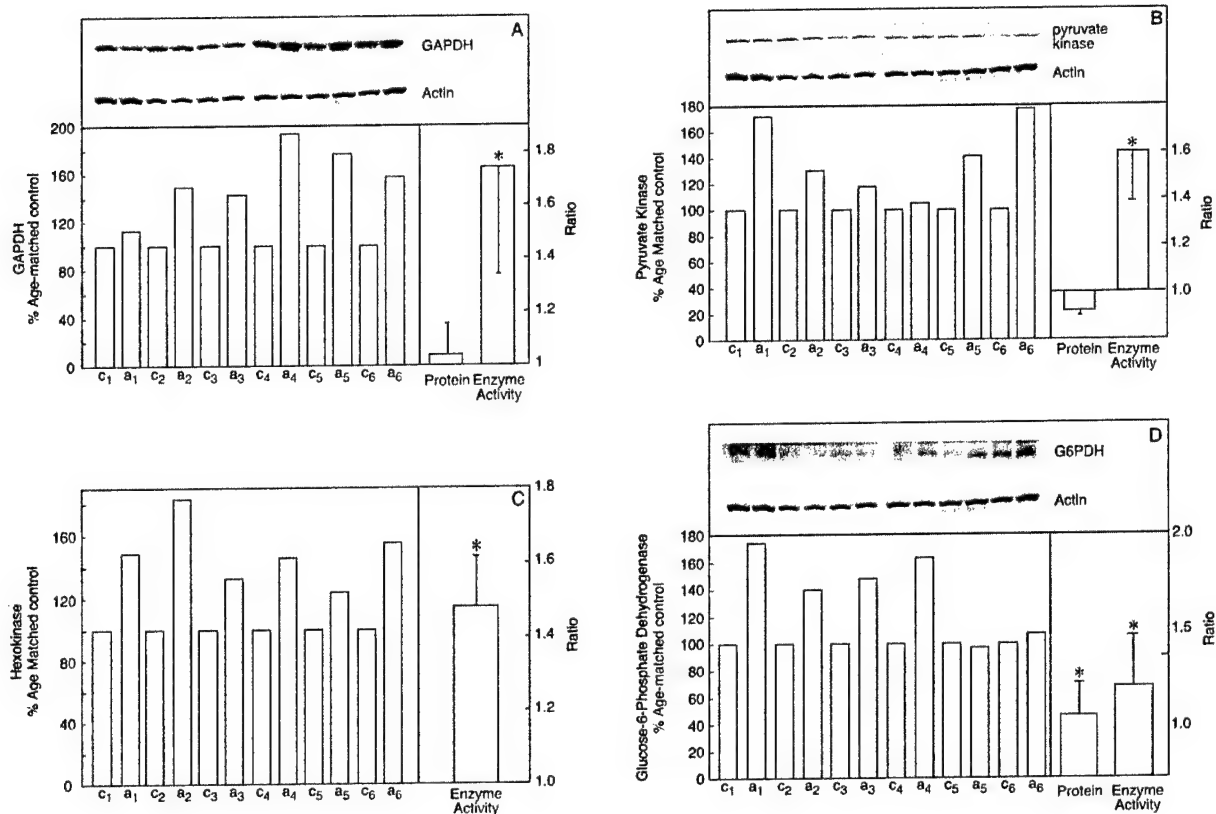 A
GAPDH
Actin
GAPDH
% Age-matched control
200
160
120
100
80
40
0
c1 a1 c2 a2 c3 a3 c4 a4 c5 a5 c6 a6
Protein Enzyme
Activity
*
1.8
1.6
1.4
1.2
1
Ratio
B
pyruvate
kinase
Actin
Pyruvate Kinase
% Age Matched control
180
160
140
120
100
80
60
40
20
0
c1 a1 c2 a2 c3 a3 c4 a4 c5 a5 c6 a6
Protein Enzyme
Activity
*
1.6
1.4
1.2
1.0
Ratio
C
Hexokinase
% Age Matched control
160
120
100
80
40
0
c1 a1 c2 a2 c3 a3 c4 a4 c5 a5 c6 a6
Enzyme
Activity
*
1.8
1.6
1.4
1.2
1.0
Ratio
D
G6PDH
Actin
Glucose-6-Phosphate Dehydrogenase
% Age-matched control
180
160
140
120
100
80
60
40
20
0
c1 a1 c2 a2 c3 a3 c4 a4 c5 a5 c6 a6
Protein Enzyme
Activity
*
*
2.0
1.5
1.0
Ratio